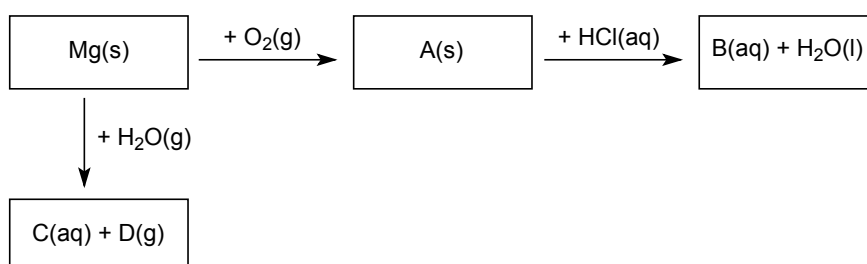 Mg(s)
+ O₂(g)
A(s)
+ HCl(aq)
B(aq) + H₂O(l)
+ H₂O(g)
C(aq) + D(g)